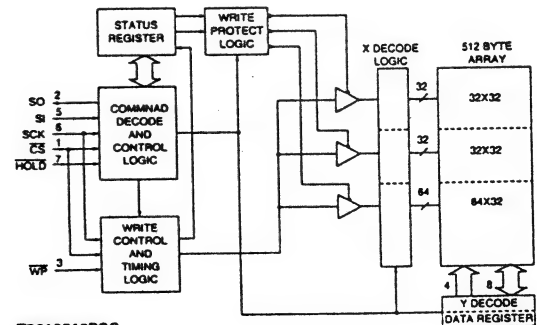 STATUS
REGISTER
WRITE
PROTECT
LOGIC
X DECODE
LOGIC
512 BYTE
ARRAY
SO 2
SI 5
SCK 6
CS 1
HOLD 7
COMMNAD
DECODE
AND
CONTROL
LOGIC
32
32X32
32
32X32
64
64X32
WP 3
WRITE
CONTROL
AND
TIMING
LOGIC
4
8
Y DECODE
DATA REGISTER